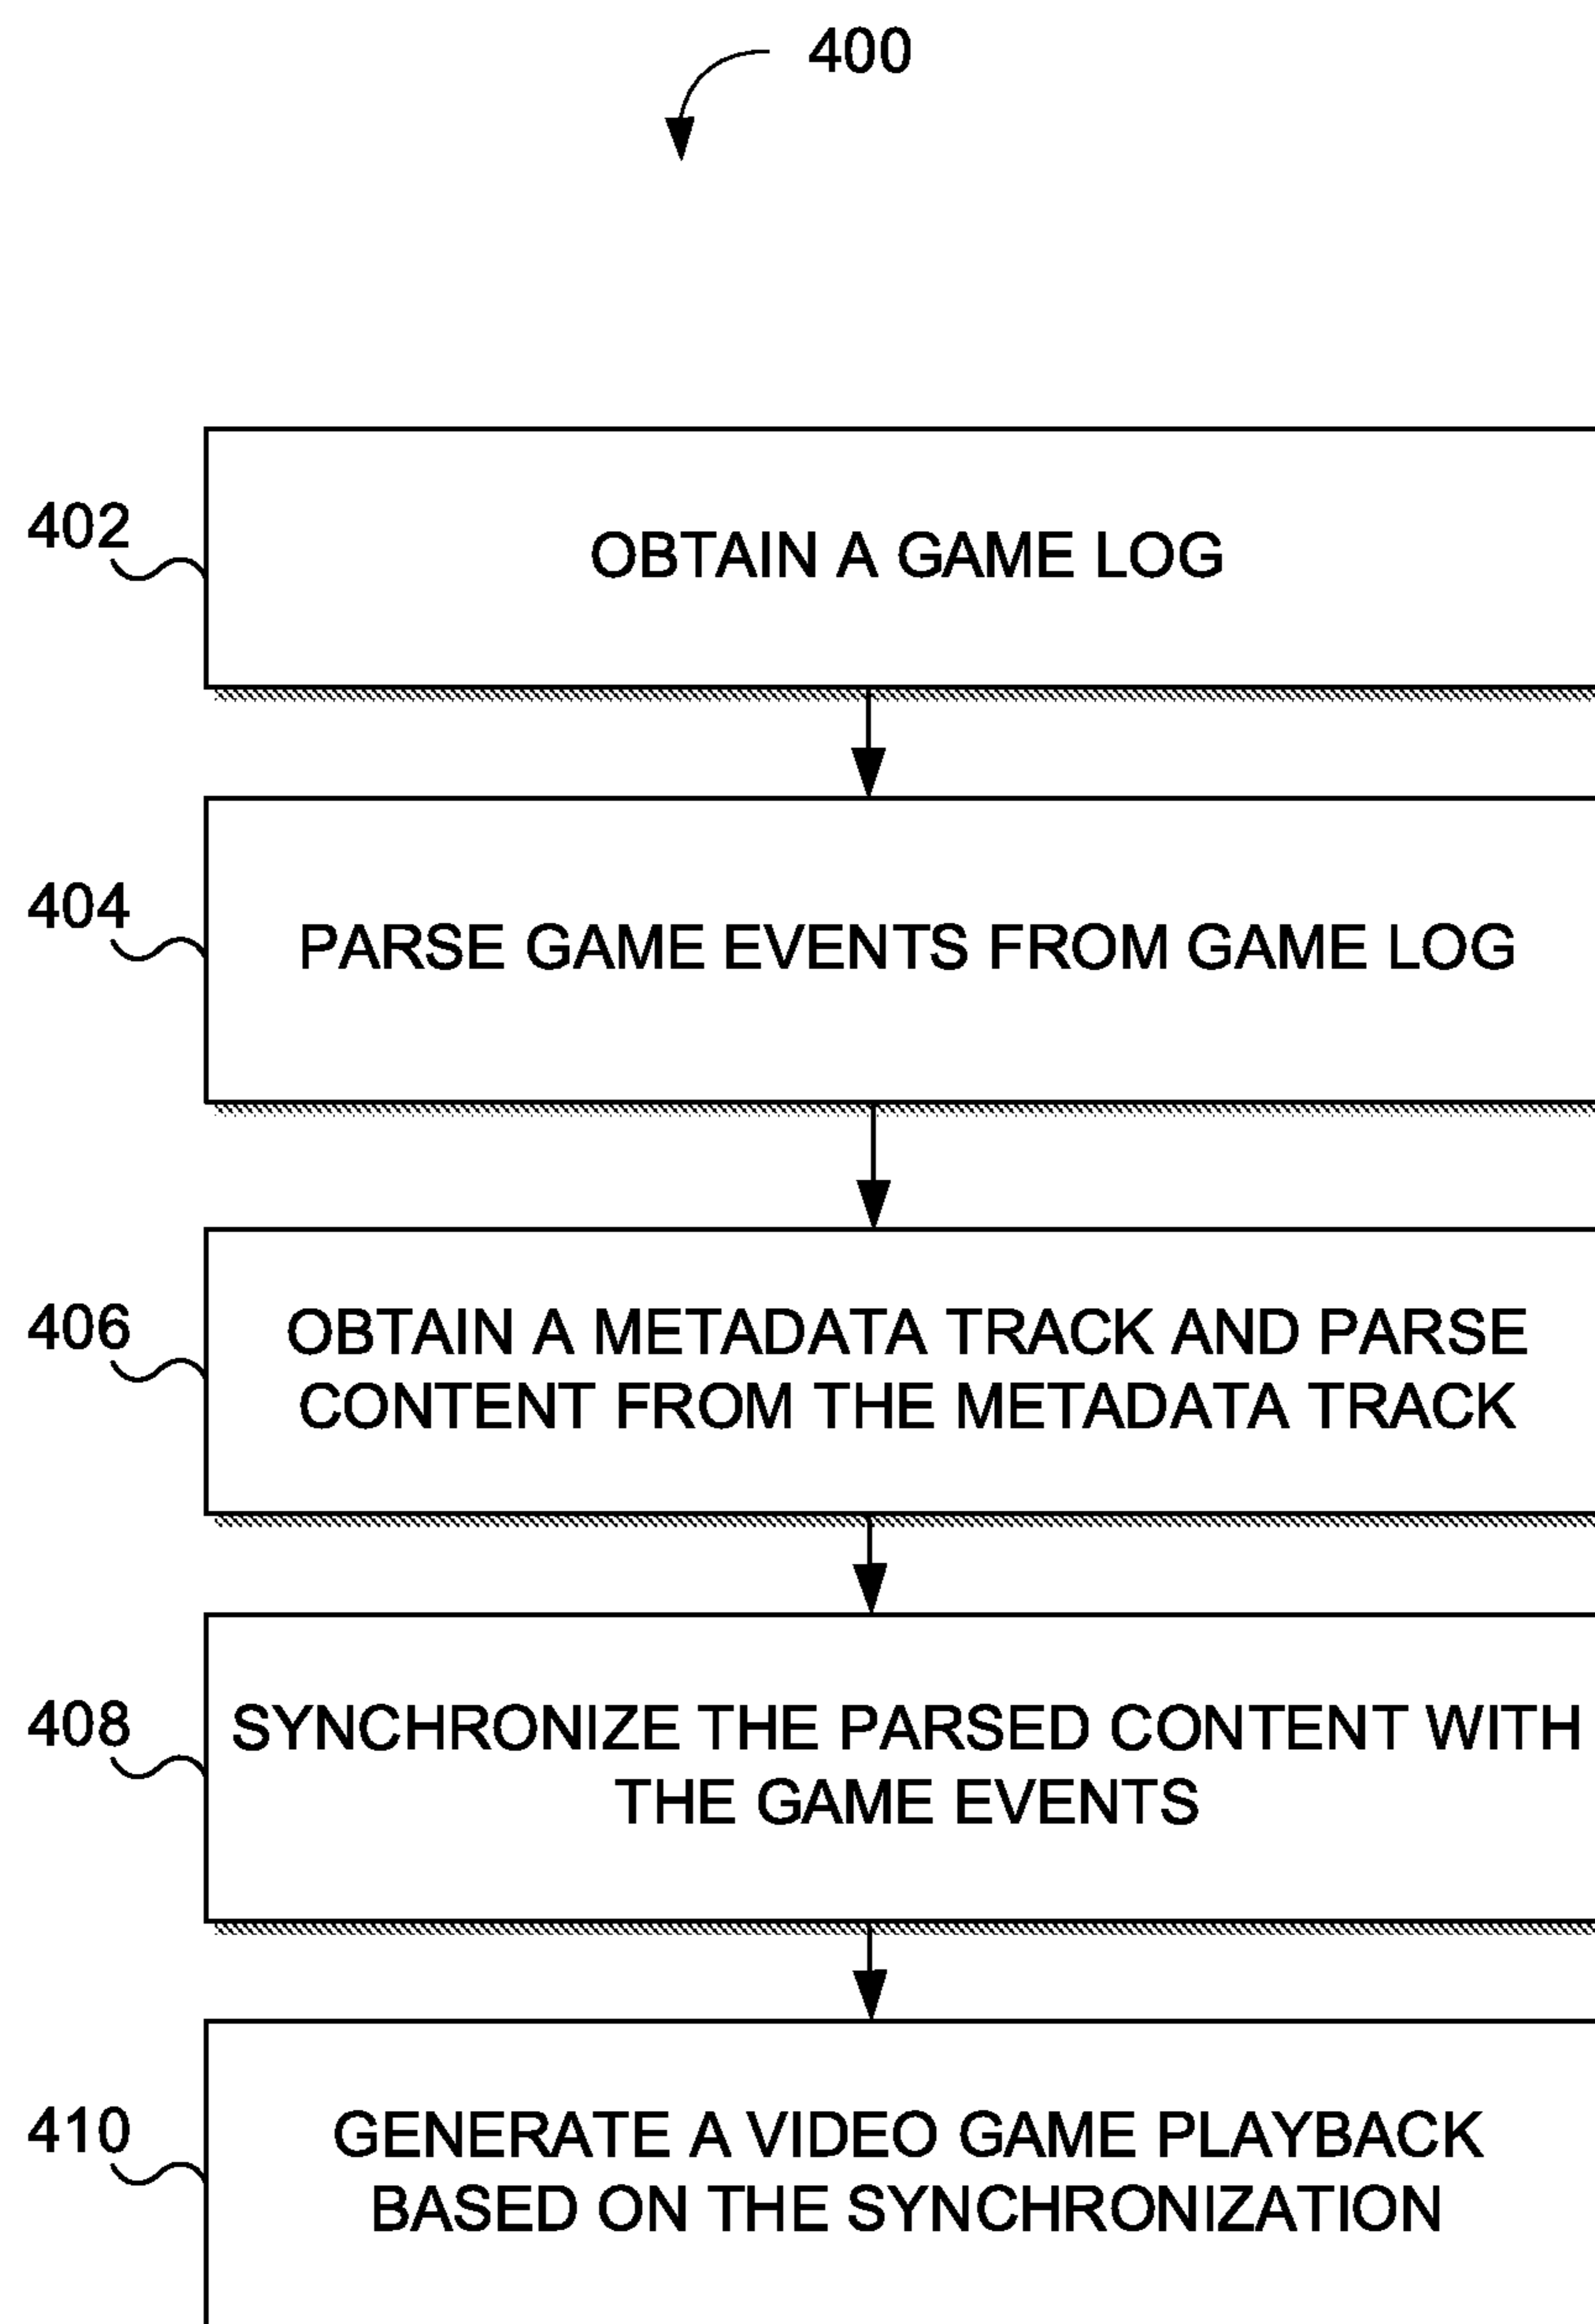 400
402
OBTAIN A GAME LOG
404
PARSE GAME EVENTS FROM GAME LOG
406
OBTAIN A METADATA TRACK AND PARSE
CONTENT FROM THE METADATA TRACK
408
SYNCHRONIZE THE PARSED CONTENT WITH
THE GAME EVENTS
410
GENERATE A VIDEO GAME PLAYBACK
BASED ON THE SYNCHRONIZATION